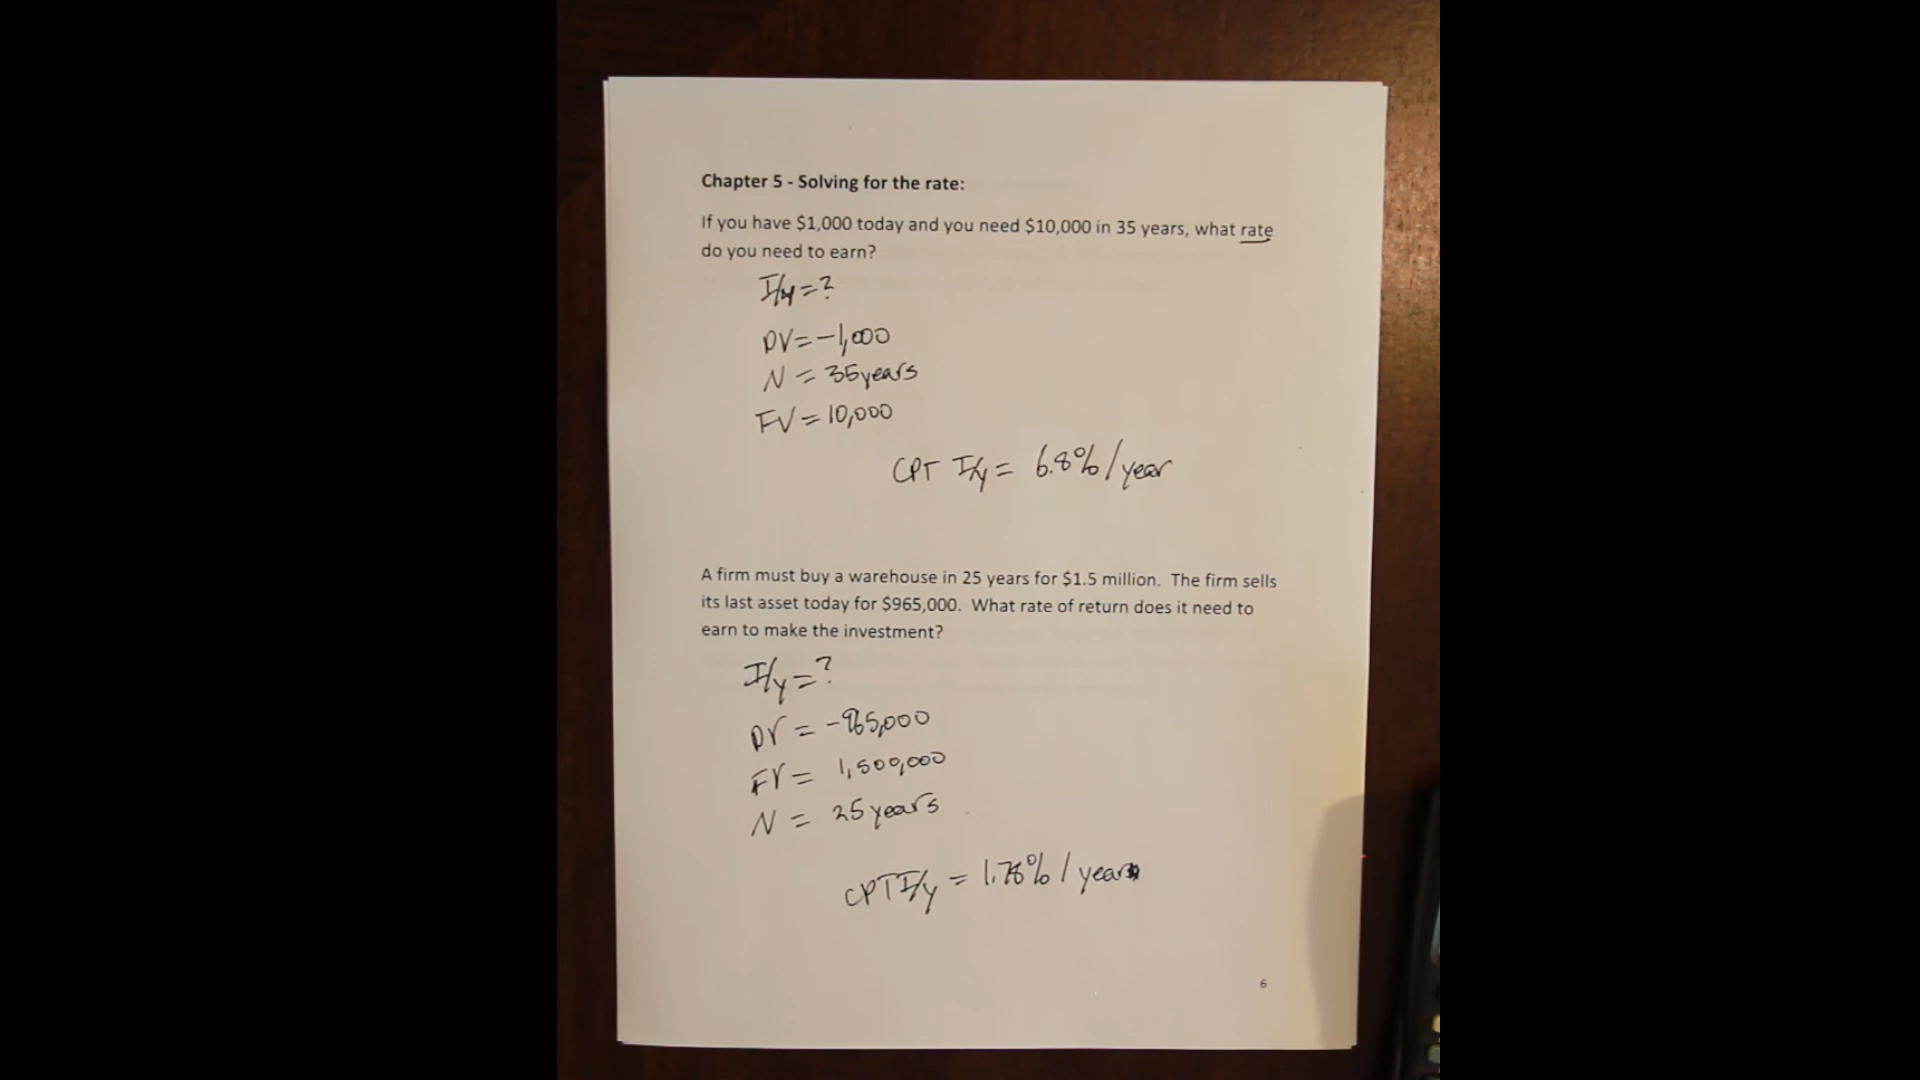 Chapter 5 - Solving for the rate:
If you have $1,000 today and you need $10,000 in 35 years, what rate
do you need to earn?
I/y = ?
PV = -1,000
N = 35 years
FV = 10,000
CPT I/y = 6.8% / year
A firm must buy a warehouse in 25 years for $1.5 million. The firm sells
its last asset today for $965,000. What rate of return does it need to
earn to make the investment?
I/y = ?
PV = -965,000
FV = 1,500,000
N = 25 years
CPT I/y = 1.78% / year
6